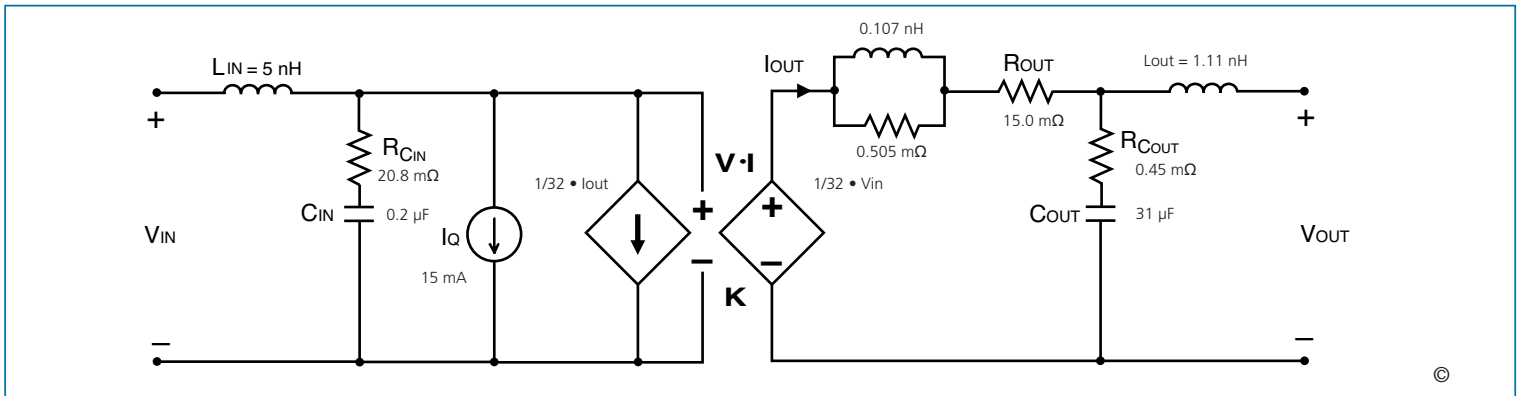 0.107 nH
LIN = 5 nH
IOUT
ROUT
Lout = 1.11 nH
+
+
RCIN
20.8 mΩ
0.505 mΩ
15.0 mΩ
RCOUT
0.45 mΩ
V•I
1/32 • Iout
1/32 • Vin
CIN
0.2 µF
+
+
COUT
31 µF
VIN
IQ
VOUT
15 mA
−
−
K
−
−
©